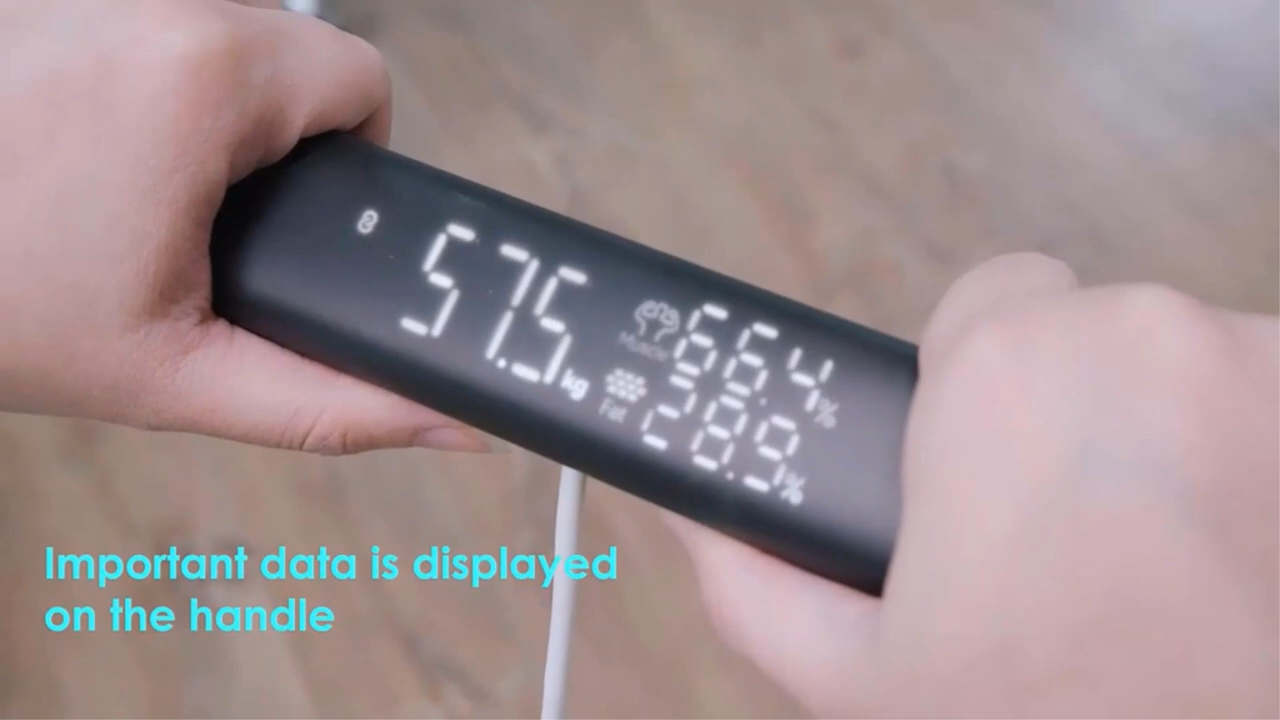 57.5 kg
Muscle 66.4 %
Fat 28.9 %
Important data is displayed
on the handle